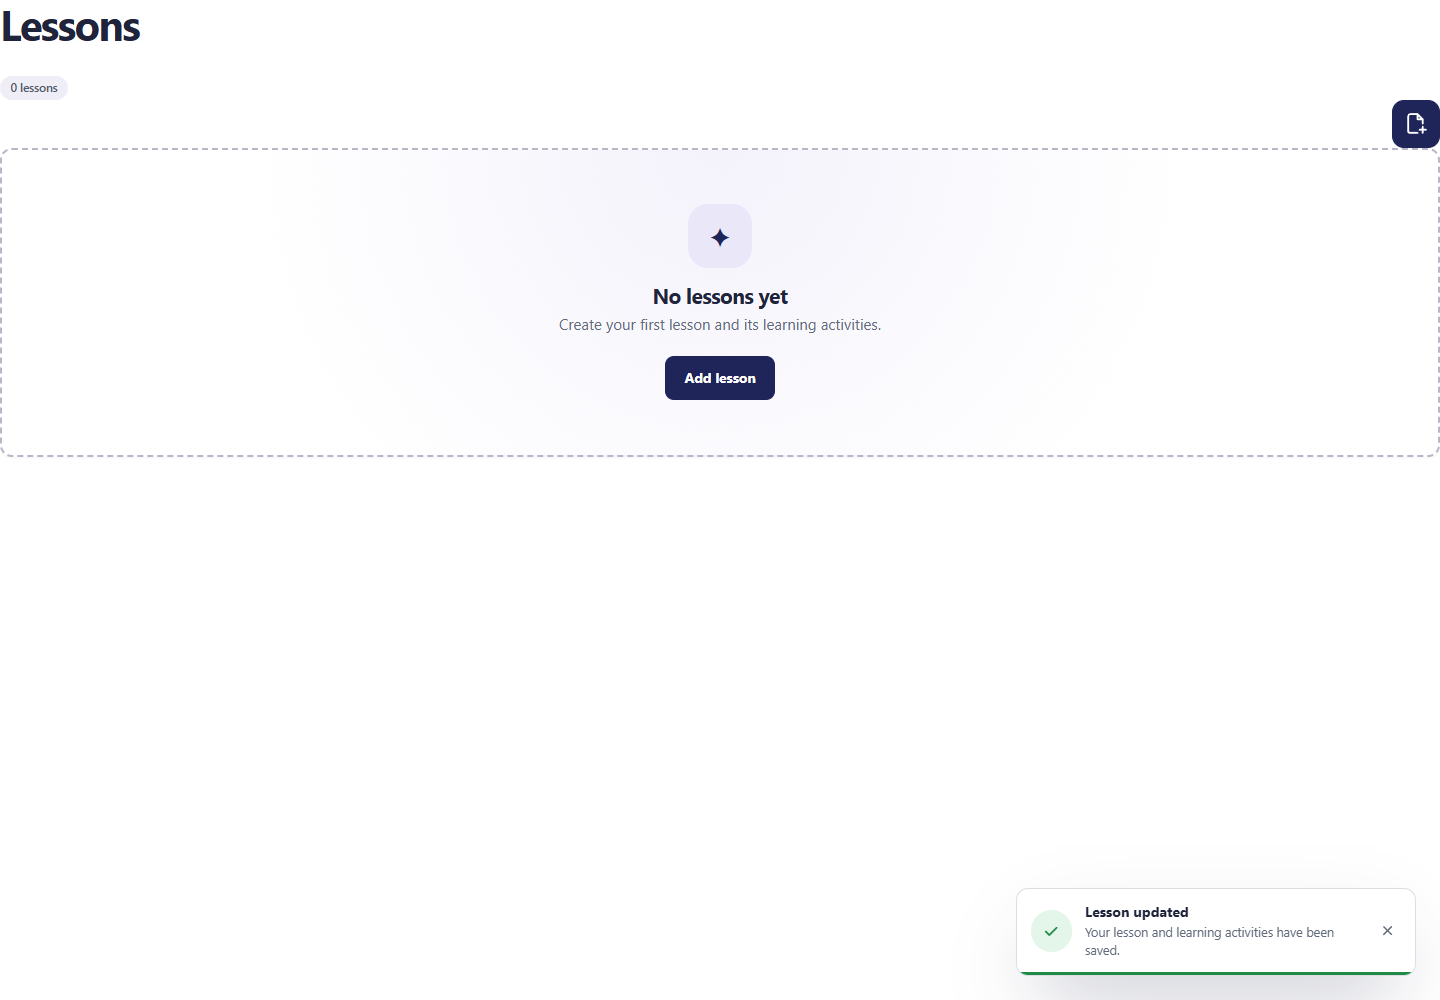 Lessons
0 lessons
No lessons yet
Create your first lesson and its learning activities.
Add lesson
Lesson updated
Your lesson and learning activities have been
saved.